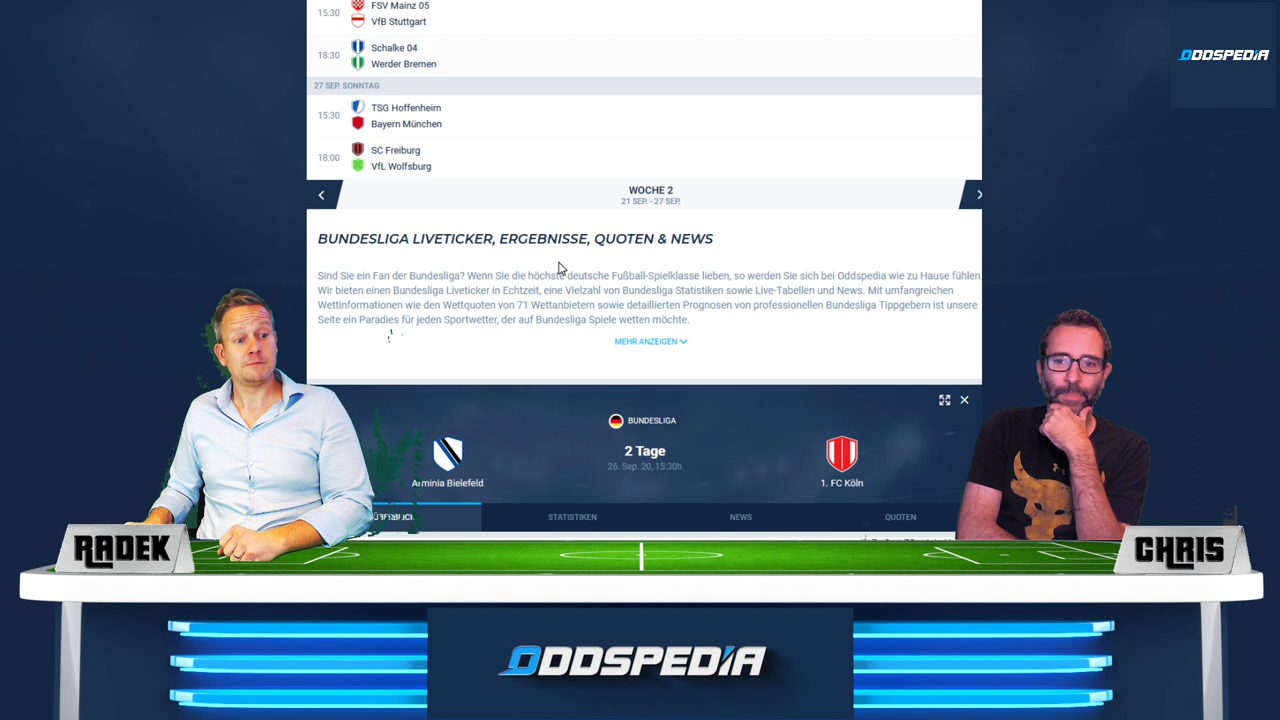 15:30
FSV Mainz 05
VfB Stuttgart
18:30
Schalke 04
Werder Bremen
27 SEP. SONNTAG
15:30
TSG Hoffenheim
Bayern München
18:00
SC Freiburg
VfL Wolfsburg
WOCHE 2
21 SEP. - 27 SEP.
BUNDESLIGA LIVETICKER, ERGEBNISSE, QUOTEN & NEWS
Sind Sie ein Fan der Bundesliga? Wenn Sie die höchste deutsche Fußball-Spielklasse lieben, so werden Sie sich bei Oddspedia wie zu Hause fühlen.
Wir bieten einen Bundesliga Liveticker in Echtzeit, eine Vielzahl von Bundesliga Statistiken sowie Live-Tabellen und News. Mit umfangreichen
Wettinformationen wie den Wettquoten von 71 Wettanbietern sowie detaillierten Prognosen von professionellen Bundesliga Tippgebern ist unsere
Seite ein Paradies für jeden Sportwetter, der auf Bundesliga Spiele wetten möchte.
MEHR ANZEIGEN
BUNDESLIGA
2 Tage
26. Sep. 20, 15:30h
Arminia Bielefeld
1. FC Köln
STATISTIKEN
NEWS
QUOTEN
ODDSPEDIA
RADEK
CHRIS
ODDSPEDIA